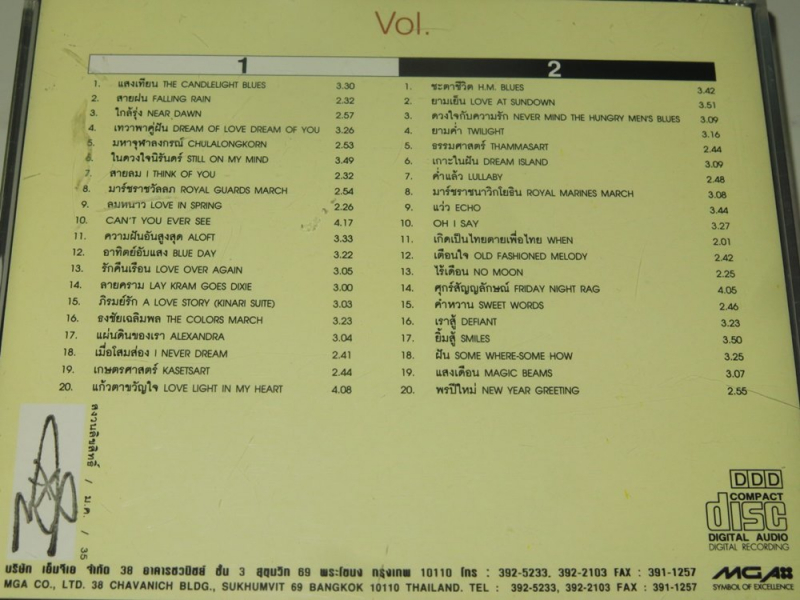 Vol.
1
1. แสงเทียน THE CANDLELIGHT BLUES 3.30
2. สายฝน FALLING RAIN 2.32
3. ใกล้รุ่ง NEAR DAWN 2.57
4. เทวาพาคู่ฝัน DREAM OF LOVE DREAM OF YOU 3.26
5. มหาจุฬาลงกรณ์ CHULALONGKORN 2.53
6. ในดวงใจนิรันดร์ STILL ON MY MIND 3.49
7. สายลม I THINK OF YOU 2.32
8. มาร์ชราชวัลลภ ROYAL GUARDS MARCH 2.54
9. ลมหนาว LOVE IN SPRING 2.26
10. CAN'T YOU EVER SEE 4.17
11. ความฝันอันสูงสุด ALOFT 3.33
12. อาทิตย์อับแสง BLUE DAY 3.22
13. รักคืนเรือน LOVE OVER AGAIN 3.05
14. ลายคราม LAY KRAM GOES DIXIE 3.00
15. ภิรมย์รัก A LOVE STORY (KINARI SUITE) 3.03
16. ธงชัยเฉลิมพล THE COLORS MARCH 3.23
17. แผ่นดินของเรา ALEXANDRA 3.04
18. เมื่อโสมส่อง I NEVER DREAM 2.41
19. เกษตรศาสตร์ KASETSART 2.44
20. แก้วตาขวัญใจ LOVE LIGHT IN MY HEART 4.08
2
1. ชะตาชีวิต H.M. BLUES 3.42
2. ยามเย็น LOVE AT SUNDOWN 3.51
3. ดวงใจกับความรัก NEVER MIND THE HUNGRY MEN'S BLUES 3.09
4. ยามค่ำ TWILIGHT 3.16
5. ธรรมศาสตร์ THAMMASART 2.44
6. เกาะในฝัน DREAM ISLAND 3.09
7. ค่ำแล้ว LULLABY 2.48
8. มาร์ชราชนาวิกโยธิน ROYAL MARINES MARCH 3.08
9. แว่ว ECHO 3.44
10. OH I SAY 3.27
11. เกิดเป็นไทยตายเพื่อไทย WHEN 2.01
12. เตือนใจ OLD FASHIONED MELODY 2.42
13. ไร้เดือน NO MOON 2.25
14. ศุกร์สัญญลักษณ์ FRIDAY NIGHT RAG 4.05
15. คำหวาน SWEET WORDS 2.46
16. เราสู้ DEFIANT 3.23
17. ยิ้มสู้ SMILES 3.50
18. ฝัน SOME WHERE-SOME HOW 3.25
19. แสงเดือน MAGIC BEAMS 3.07
20. พรปีใหม่ NEW YEAR GREETING 2.55
สงวนลิขสิทธิ์ / ม.ค. / 35
DDD
COMPACT
disc
DIGITAL AUDIO
DIGITAL RECORDING
บริษัท เอ็มจีเอ จำกัด 38 อาคารชวนิชย์ ชั้น 3 สุขุมวิท 69 พระโขนง กรุงเทพ 10110 โทร : 392-5233, 392-2103 FAX : 391-1257
MGA CO., LTD. 38 CHAVANICH BLDG., SUKHUMVIT 69 BANGKOK 10110 THAILAND. TEL : 392-5233, 392-2103 FAX : 391-1257
MGA
SYMBOL OF EXCELLENCE